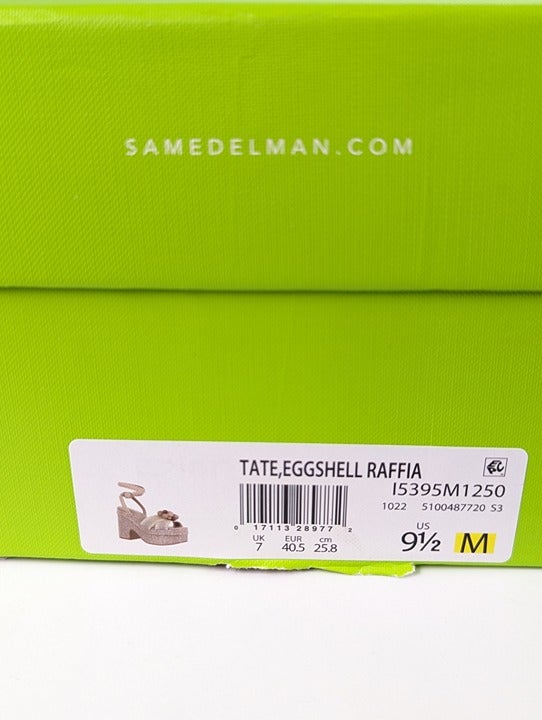 SAMEDELMAN.COM
TATE,EGGSHELL RAFFIA
I5395M1250
1022 5100487720 S3
0 17113 28977 2
UK EUR cm
7 40.5 25.8
US
9½ M